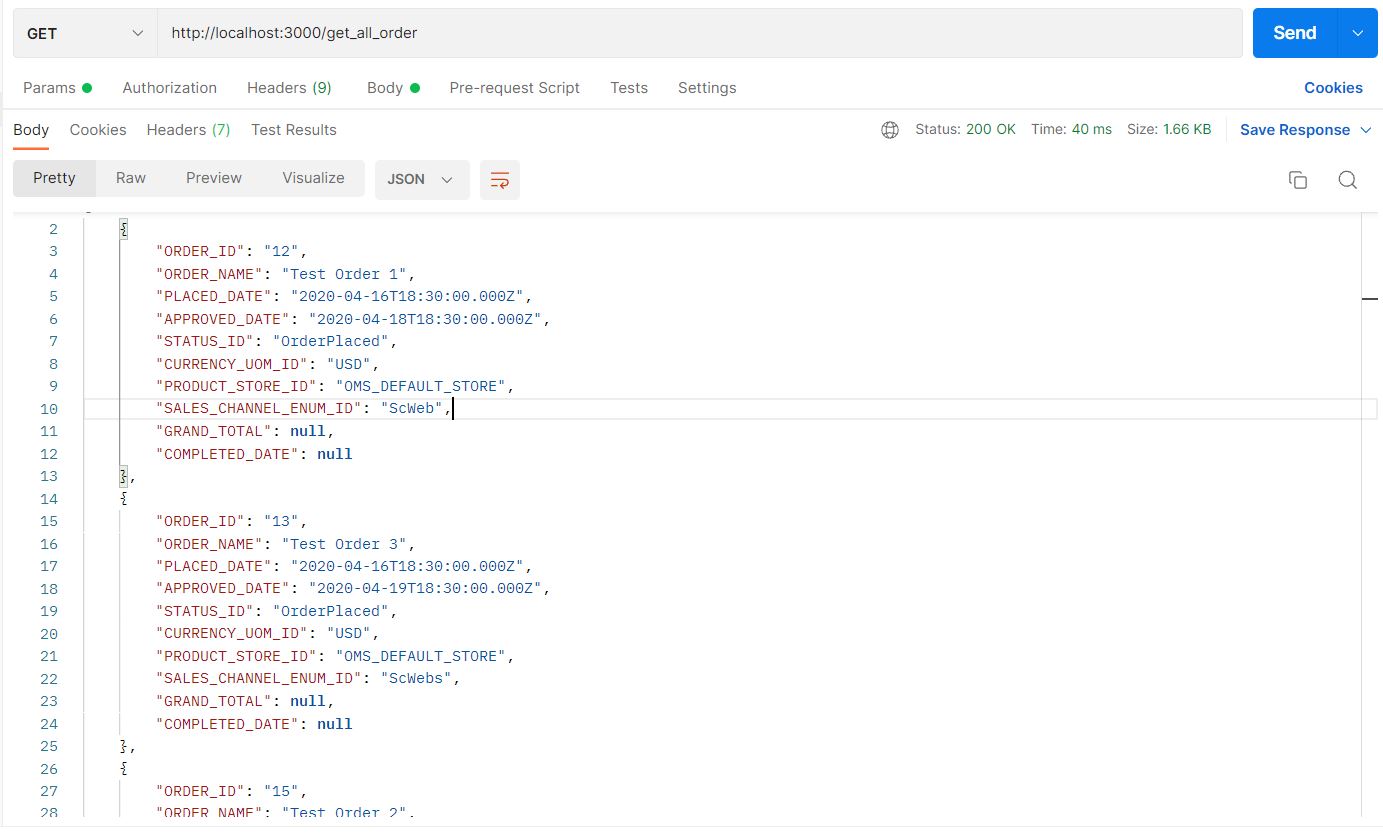 GET http://localhost:3000/get_all_order Send
Params Authorization Headers (9) Body Pre-request Script Tests Settings Cookies
Body Cookies Headers (7) Test Results Status: 200 OK Time: 40 ms Size: 1.66 KB Save Response
Pretty Raw Preview Visualize JSON
2 {
3 "ORDER_ID": "12",
4 "ORDER_NAME": "Test Order 1",
5 "PLACED_DATE": "2020-04-16T18:30:00.000Z",
6 "APPROVED_DATE": "2020-04-18T18:30:00.000Z",
7 "STATUS_ID": "OrderPlaced",
8 "CURRENCY_UOM_ID": "USD",
9 "PRODUCT_STORE_ID": "OMS_DEFAULT_STORE",
10 "SALES_CHANNEL_ENUM_ID": "ScWeb",
11 "GRAND_TOTAL": null,
12 "COMPLETED_DATE": null
13 },
14 {
15 "ORDER_ID": "13",
16 "ORDER_NAME": "Test Order 3",
17 "PLACED_DATE": "2020-04-16T18:30:00.000Z",
18 "APPROVED_DATE": "2020-04-19T18:30:00.000Z",
19 "STATUS_ID": "OrderPlaced",
20 "CURRENCY_UOM_ID": "USD",
21 "PRODUCT_STORE_ID": "OMS_DEFAULT_STORE",
22 "SALES_CHANNEL_ENUM_ID": "ScWebs",
23 "GRAND_TOTAL": null,
24 "COMPLETED_DATE": null
25 },
26 {
27 "ORDER_ID": "15",
28 "ORDER_NAME": "Test Order 2",